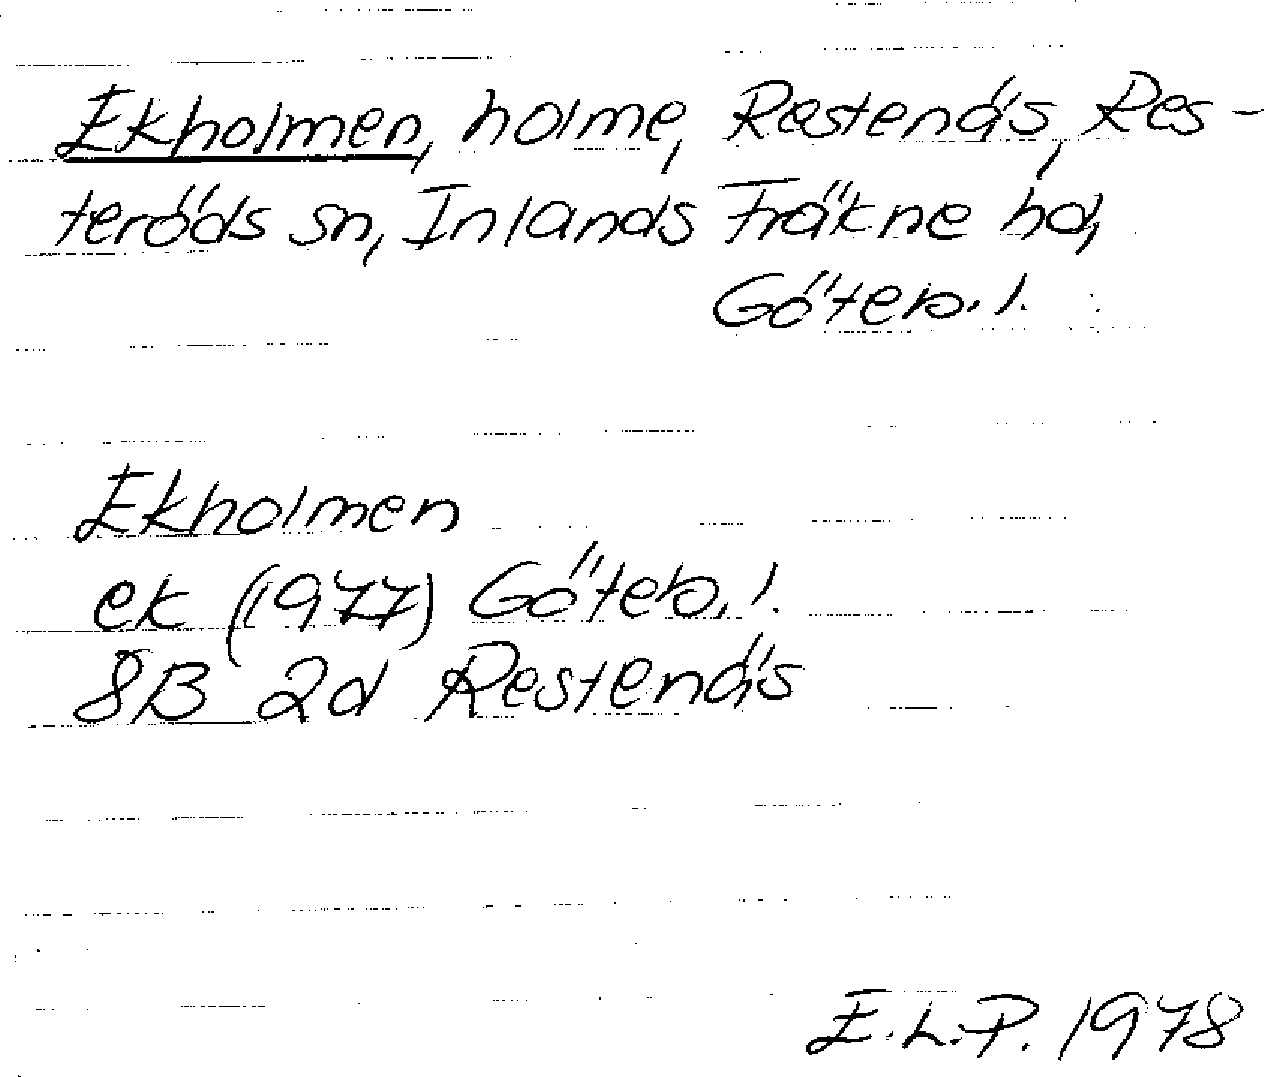 Ekholmen, holme, Restenäs, Res-
teröds sn, Inlands Fräkne hd,
Göteb. l.
Ekholmen
ek (1977) Göteb. l.
8B 2d Restenäs
E.L.P. 1978